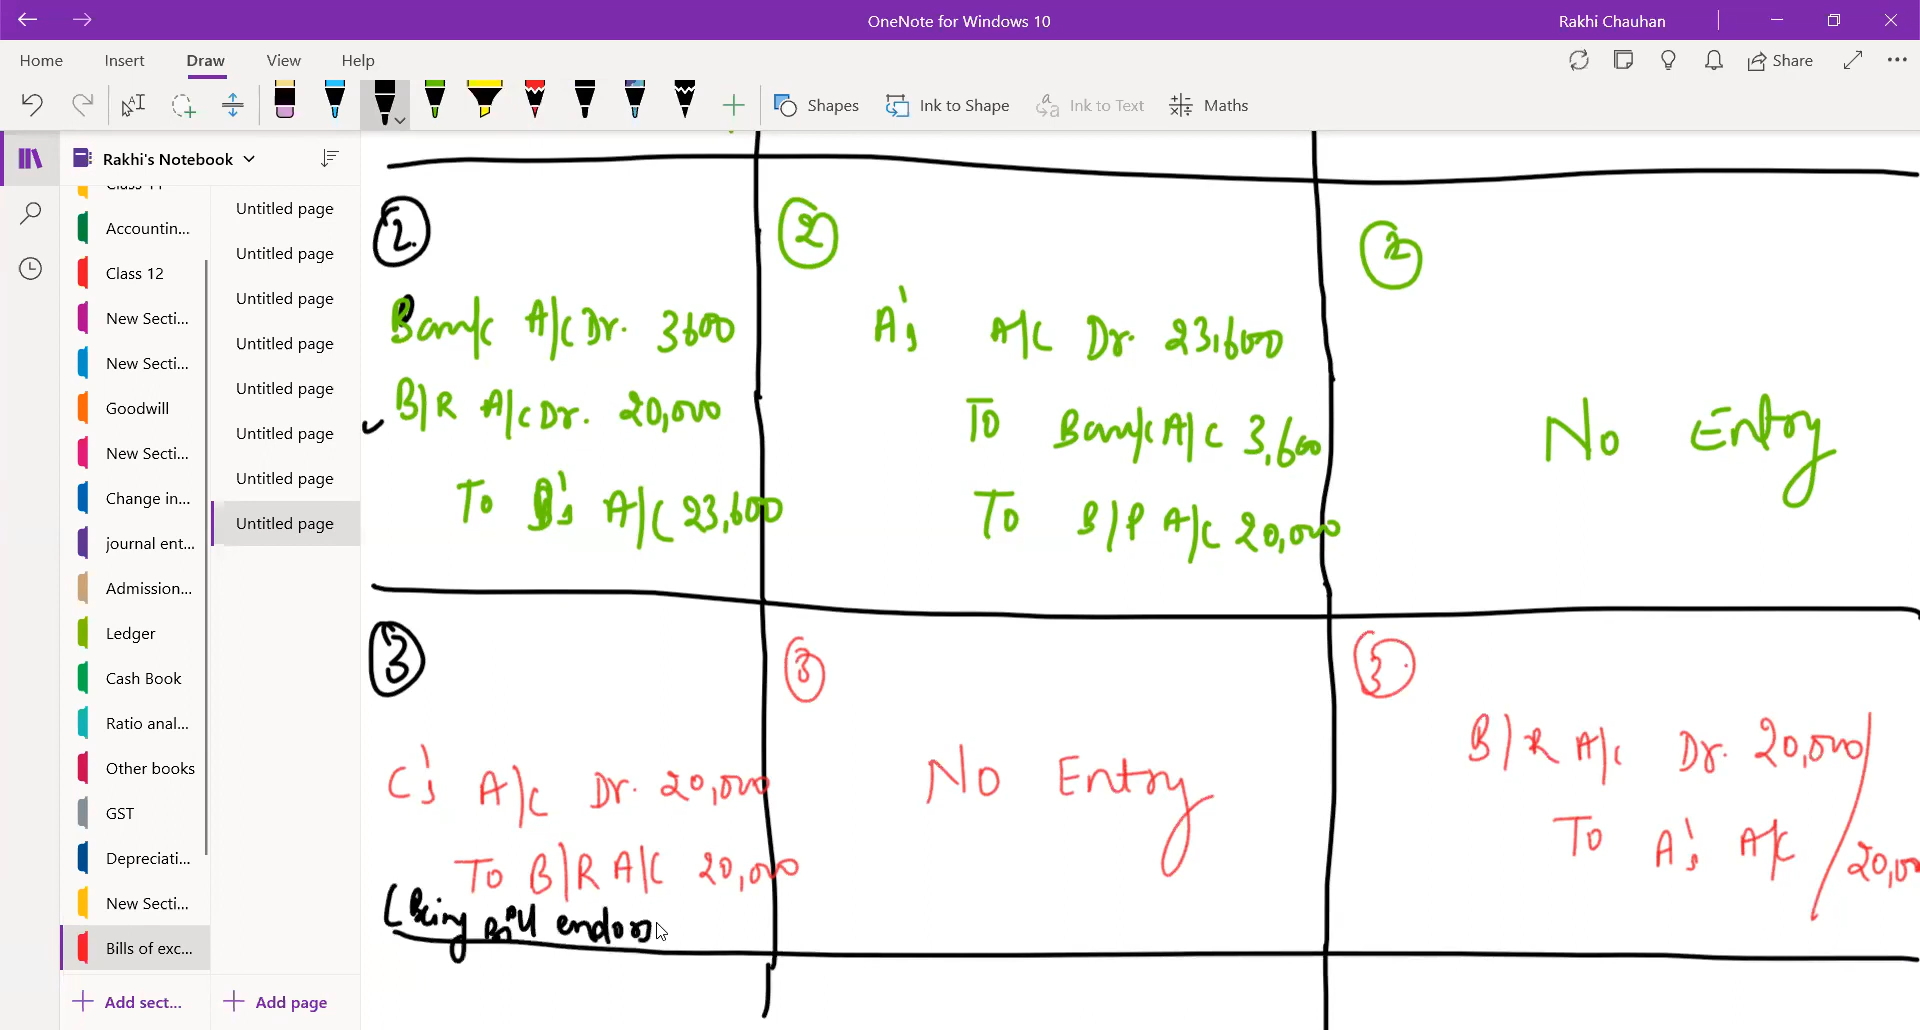 OneNote for Windows 10
Rakhi Chauhan
Home Insert Draw View Help
Share
Shapes Ink to Shape Ink to Text Maths
Rakhi's Notebook
Accountin...
Class 12
New Secti...
New Secti...
Goodwill
New Secti...
Change in...
journal ent...
Admission...
Ledger
Cash Book
Ratio anal...
Other books
GST
Depreciati...
New Secti...
Bills of exc...
Add sect...
Untitled page
Untitled page
Untitled page
Untitled page
Untitled page
Untitled page
Untitled page
Untitled page
Add page
2.
Bank A/C Dr. 3600
B/R A/C Dr. 20,000
To B's A/C 23,600
2
A's A/C Dr. 23,600
To Bank A/C 3,600
To B/P A/C 20,000
2
No Entry
3
C's A/C Dr. 20,000
To B/R A/C 20,000
(Being Bill endors
3
No Entry
3
B/R A/C Dr. 20,000
To A's A/C